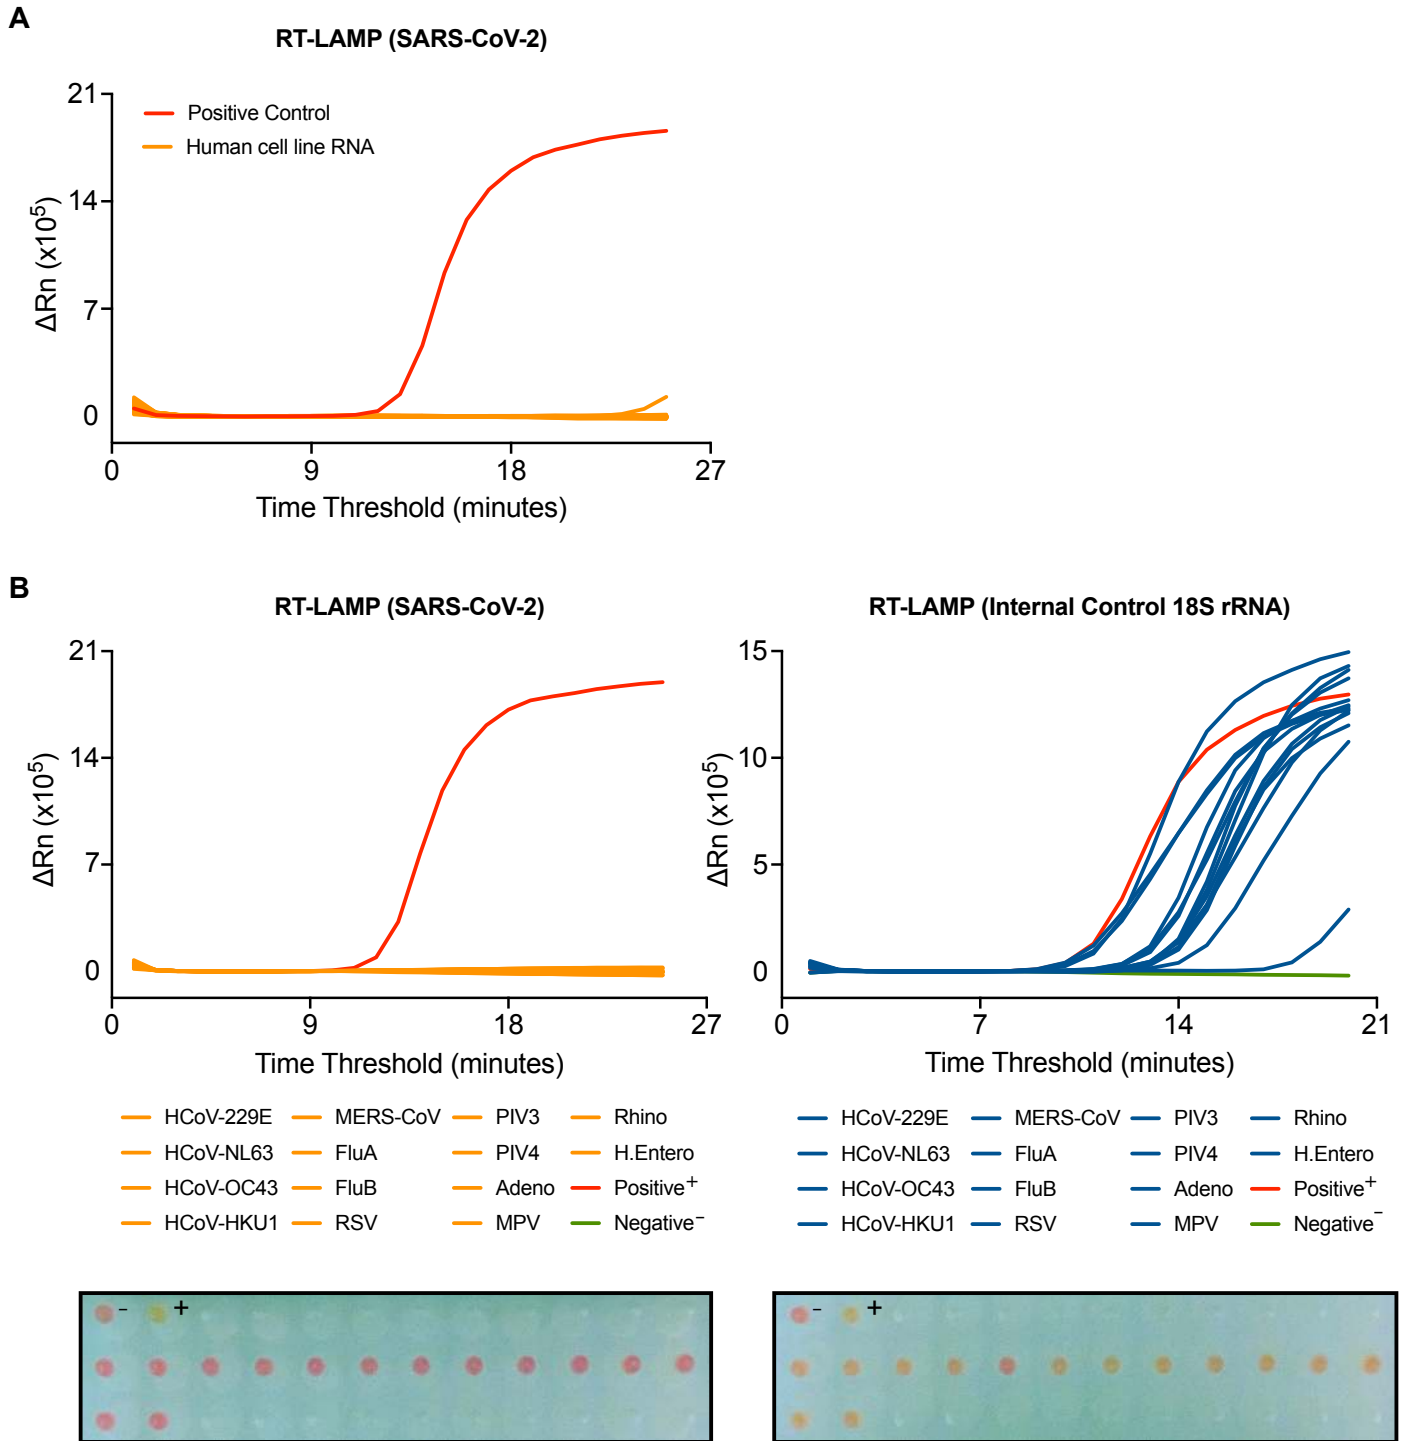 A
RT-LAMP (SARS-CoV-2)
21
14
7
0
ΔRn (x10⁵)
Positive Control
Human cell line RNA
0 9 18 27
Time Threshold (minutes)
B
RT-LAMP (SARS-CoV-2)
21
14
7
0
ΔRn (x10⁵)
0 9 18 27
Time Threshold (minutes)
HCoV-229E MERS-CoV PIV3 Rhino
HCoV-NL63 FluA PIV4 H.Entero
HCoV-OC43 FluB Adeno Positive⁺
HCoV-HKU1 RSV MPV Negative⁻
- +
RT-LAMP (Internal Control 18S rRNA)
15
10
5
0
ΔRn (x10⁵)
0 7 14 21
Time Threshold (minutes)
HCoV-229E MERS-CoV PIV3 Rhino
HCoV-NL63 FluA PIV4 H.Entero
HCoV-OC43 FluB Adeno Positive⁺
HCoV-HKU1 RSV MPV Negative⁻
- +